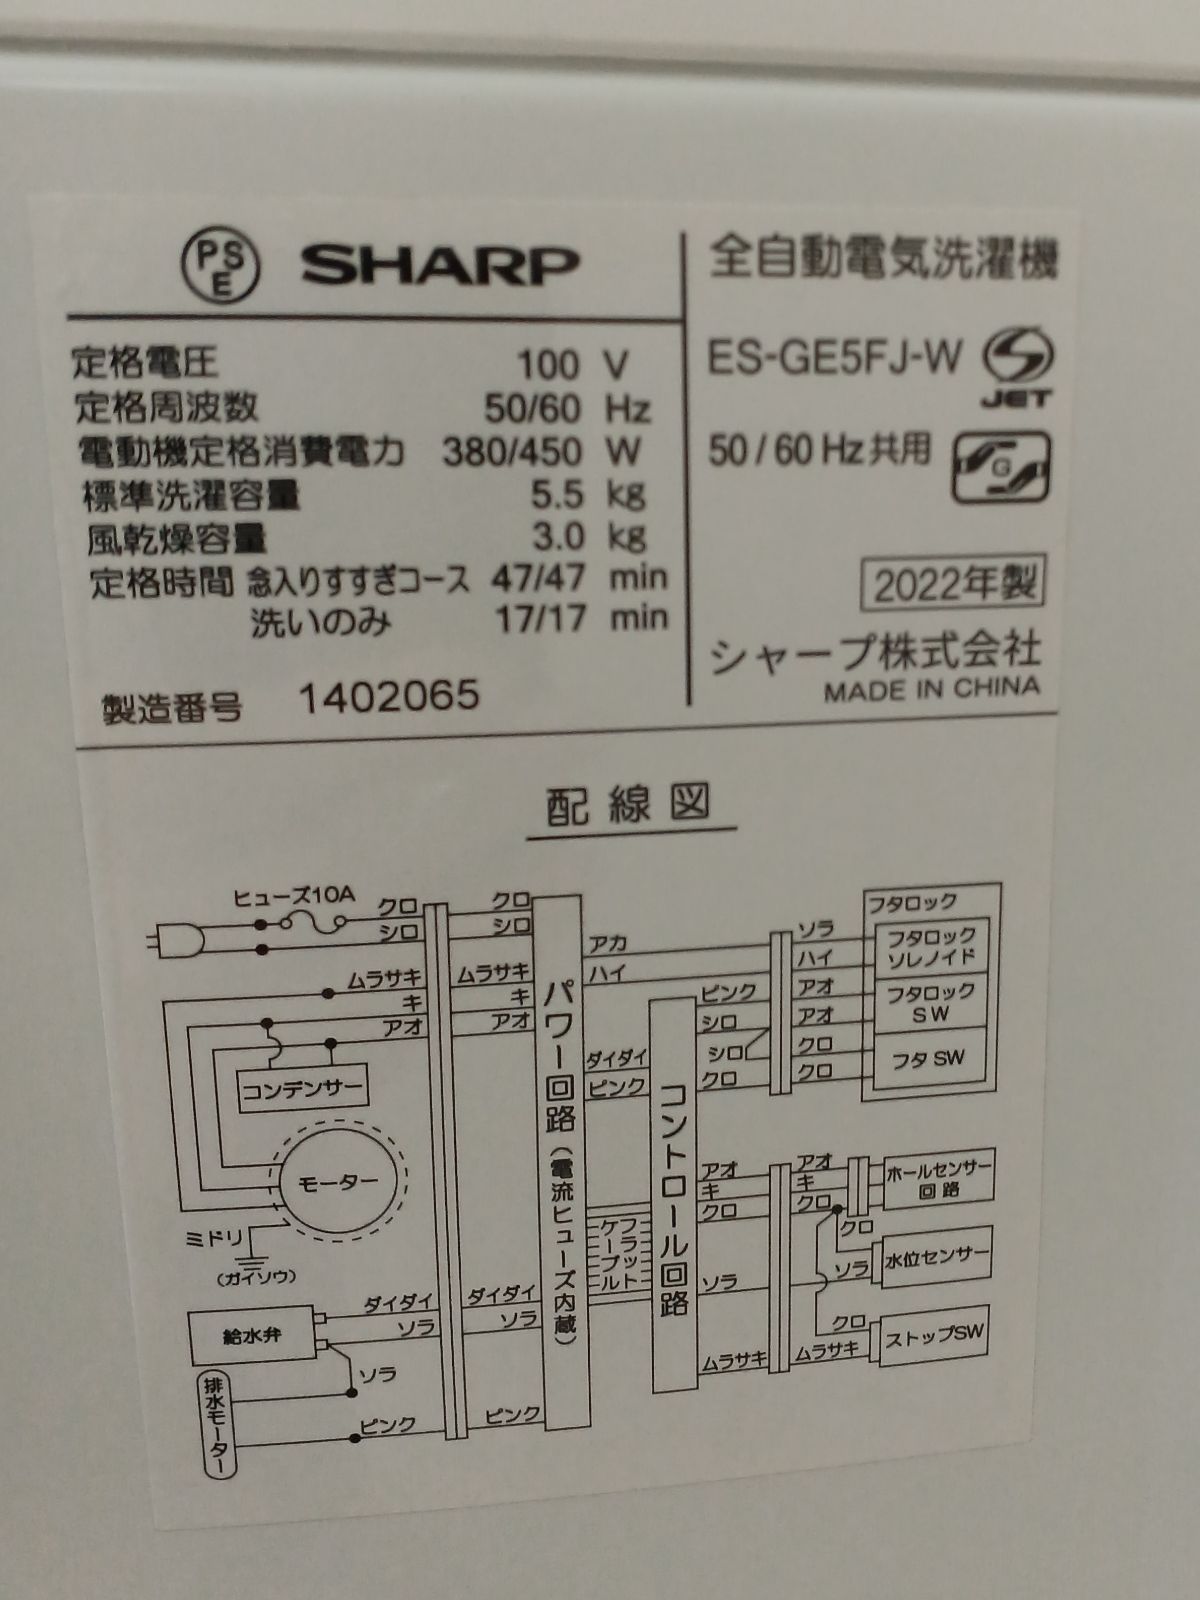 PSE SHARP
定格電圧 100 V
定格周波数 50/60 Hz
電動機定格消費電力 380/450 W
標準洗濯容量 5.5 kg
風乾燥容量 3.0 kg
定格時間 念入りすすぎコース 47/47 min
洗いのみ 17/17 min
製造番号 1402065
全自動電気洗濯機
ES-GE5FJ-W
JET
50/60Hz共用
G
2022年製
シャープ株式会社
MADE IN CHINA
配線図
ヒューズ10A
クロ
シロ
ムラサキ
キ
アオ
コンデンサー
モーター
ミドリ
(ガイソウ)
給水弁
ダイダイ
ソラ
ソラ
排水モーター
ピンク
クロ
シロ
ムラサキ
キ
アオ
ダイダイ
ソラ
ピンク
パワー回路(電流ヒューズ内蔵)
アカ
ハイ
ダイダイ
ピンク
フラット
ケーブル
コントロール回路
ピンク
シロ
シロ
クロ
アオ
キ
クロ
ソラ
ムラサキ
ソラ
ハイ
アオ
アオ
クロ
クロ
フタロック
フタロック
ソレノイド
フタロック
SW
フタSW
アオ
キ
クロ
クロ
ソラ
クロ
ムラサキ
ホールセンサー
回路
水位センサー
ストップSW